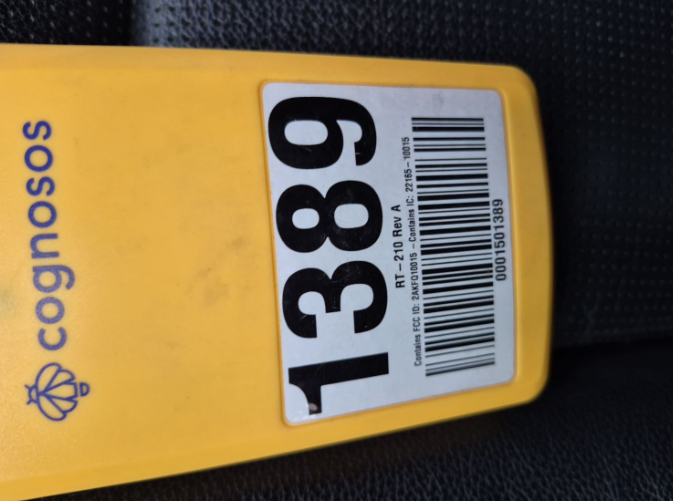 cognosos
1389
RT-210 Rev A
Contains FCC ID: 2AKFQ10015 - Contains IC: 22165-10015
0001501389